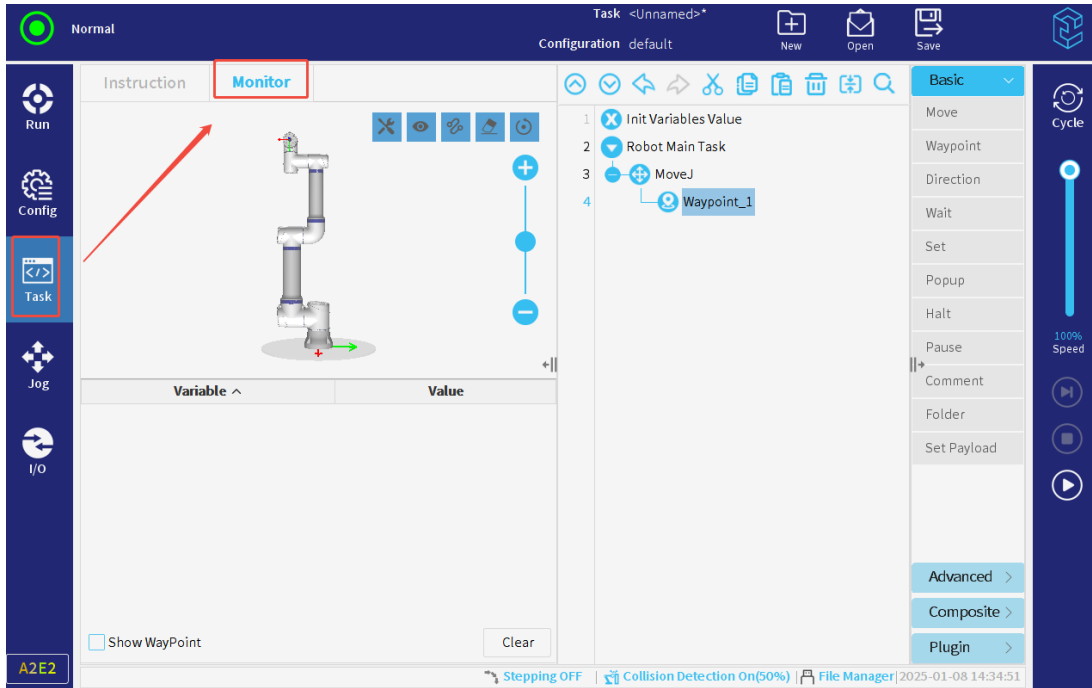 Normal
Task <Unnamed>*
Configuration default
New
Open
Save
Run
Config
Task
Jog
I/O
A2E2
Instruction
Monitor
Variable
Value
Show WayPoint
Clear
1 Init Variables Value
2 Robot Main Task
3 MoveJ
4 Waypoint_1
Basic
Move
Waypoint
Direction
Wait
Set
Popup
Halt
Pause
Comment
Folder
Set Payload
Advanced
Composite
Plugin
Cycle
100%
Speed
Stepping OFF | Collision Detection On(50%) | File Manager | 2025-01-08 14:34:51